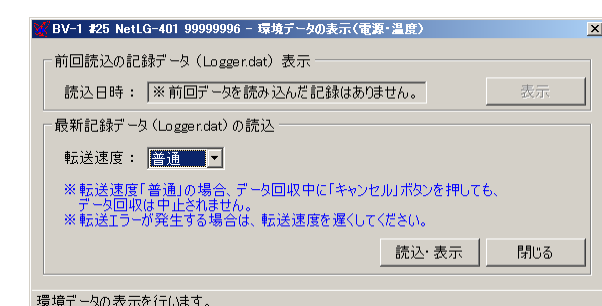 BV-1 #25 NetLG-401 99999996 - 環境データの表示(電源・温度)
前回読込の記録データ (Logger.dat) 表示
読込日時: ※前回データを読み込んだ記録はありません。 表示
最新記録データ (Logger.dat) の読込
転送速度: 普通
※転送速度「普通」の場合、データ回収中に「キャンセル」ボタンを押しても、
データ回収は中止されません。
※転送エラーが発生する場合は、転送速度を遅くしてください。
読込・表示 閉じる
環境データの表示を行います。